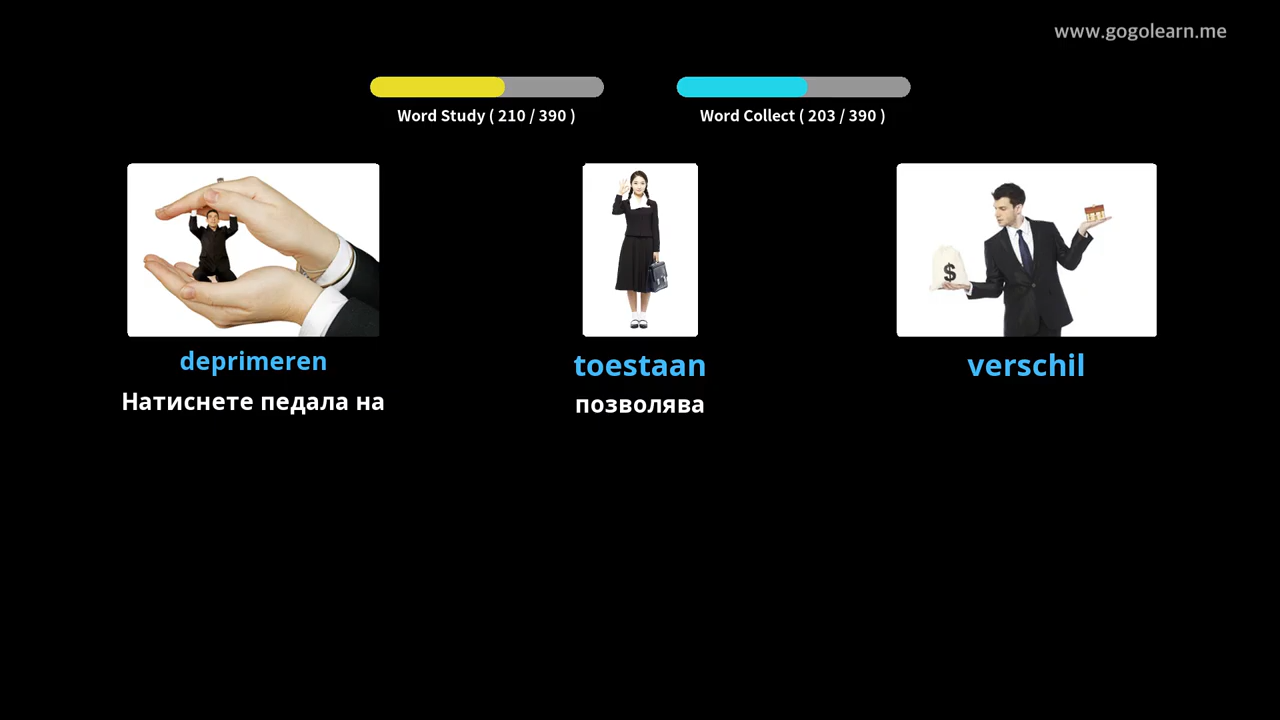 www.gogolearn.me
Word Study ( 210 / 390 )
Word Collect ( 203 / 390 )
$
deprimeren
Натиснете педала на
toestaan
позволява
verschil